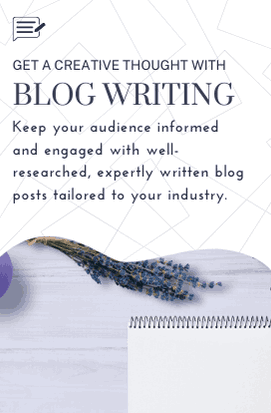 GET A CREATIVE THOUGHT WITH
BLOG WRITING
Keep your audience informed
and engaged with well-
researched, expertly written blog
posts tailored to your industry.